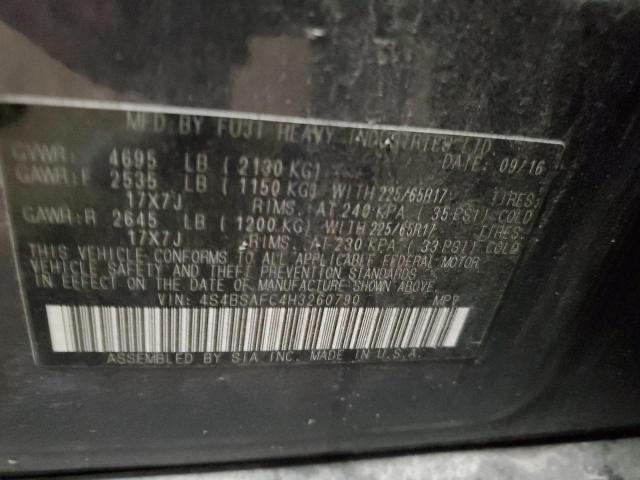 MFD.BY FUJI HEAVY INDUSTRIES LTD.
GVWR: 4695 LB ( 2130 KG) DATE: 09/16
GAWR:F 2535 LB ( 1150 KG) WITH 225/65R17 TIRES:
17X7J RIMS. AT 240 KPA ( 35 PSI) COLD
GAWR:R 2645 LB ( 1200 KG) WITH 225/65R17 TIRES:
17X7J RIMS. AT 230 KPA ( 33 PSI) COLD
THIS VEHICLE CONFORMS TO ALL APPLICABLE FEDERAL MOTOR
VEHICLE SAFETY AND THEFT PREVENTION STANDARDS
IN EFFECT ON THE DATE OF MANUFACTURE SHOWN ABOVE.
VIN: 4S4BSAFC4H3260790 MPV
ASSEMBLED BY SIA INC. MADE IN U.S.A.